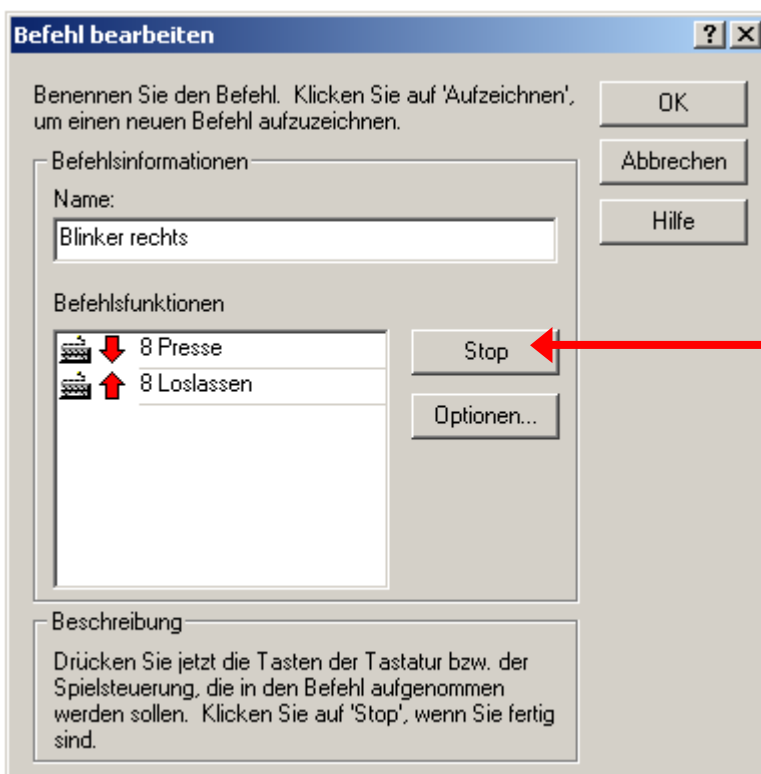 Befehl bearbeiten
Benennen Sie den Befehl. Klicken Sie auf 'Aufzeichnen',
um einen neuen Befehl aufzuzeichnen.
OK
Abbrechen
Hilfe
Befehlsinformationen
Name:
Blinker rechts
Befehlsfunktionen
8 Presse
8 Loslassen
Stop
Optionen...
Beschreibung
Drücken Sie jetzt die Tasten der Tastatur bzw. der
Spielsteuerung, die in den Befehl aufgenommen
werden sollen. Klicken Sie auf 'Stop', wenn Sie fertig
sind.